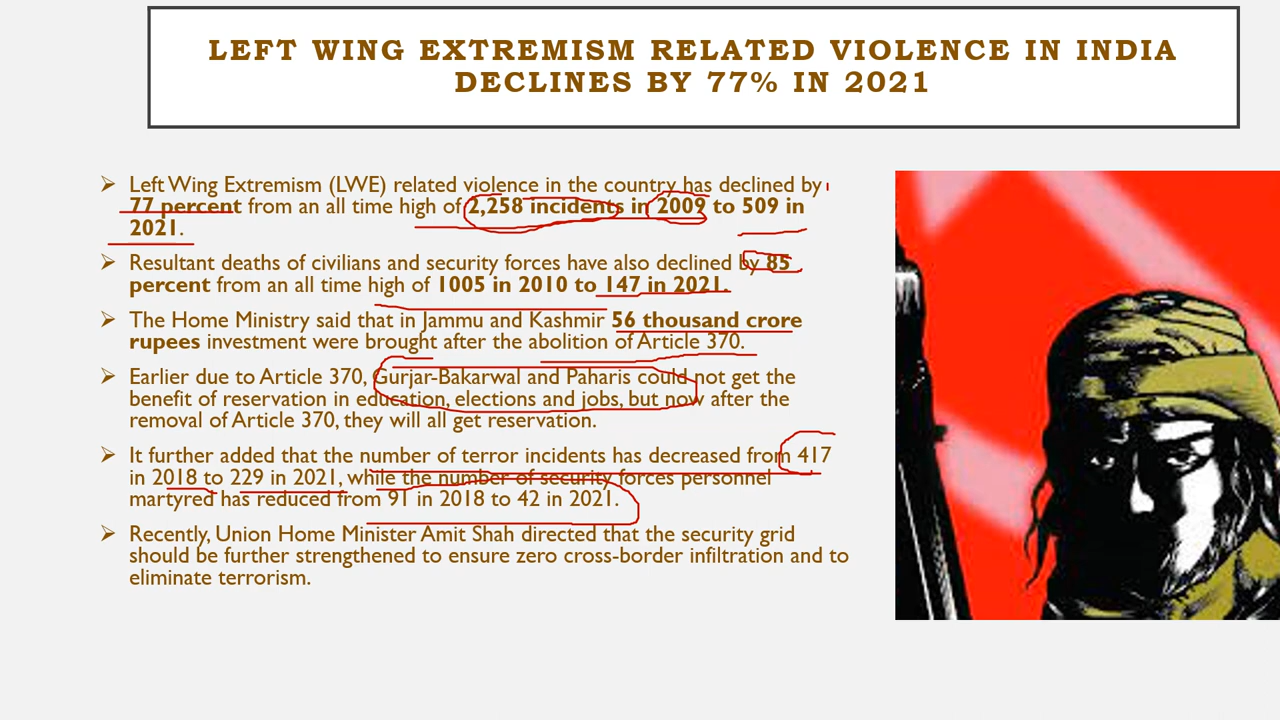 LEFT WING EXTREMISM RELATED VIOLENCE IN INDIA
DECLINES BY 77% IN 2021
➢ Left Wing Extremism (LWE) related violence in the country has declined by
77 percent from an all time high of 2,258 incidents in 2009 to 509 in
2021.
➢ Resultant deaths of civilians and security forces have also declined by 85
percent from an all time high of 1005 in 2010 to 147 in 2021.
➢ The Home Ministry said that in Jammu and Kashmir 56 thousand crore
rupees investment were brought after the abolition of Article 370.
➢ Earlier due to Article 370, Gurjar-Bakarwal and Paharis could not get the
benefit of reservation in education, elections and jobs, but now after the
removal of Article 370, they will all get reservation.
➢ It further added that the number of terror incidents has decreased from 417
in 2018 to 229 in 2021, while the number of security forces personnel
martyred has reduced from 91 in 2018 to 42 in 2021.
➢ Recently, Union Home Minister Amit Shah directed that the security grid
should be further strengthened to ensure zero cross-border infiltration and to
eliminate terrorism.